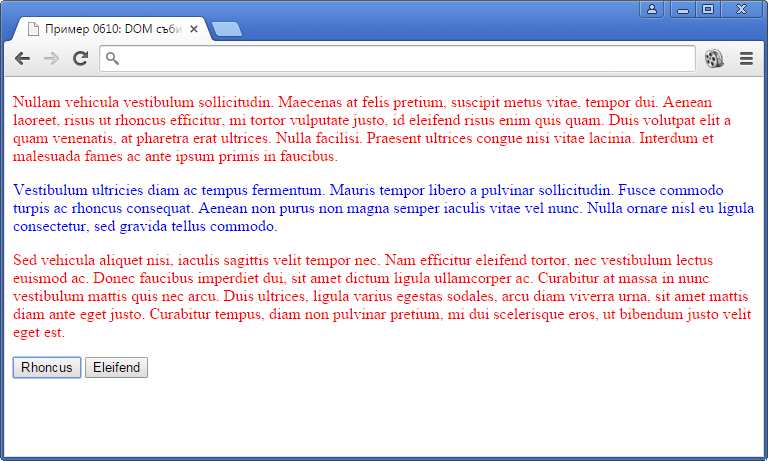 Пример 0610: DOM съби
Nullam vehicula vestibulum sollicitudin. Maecenas at felis pretium, suscipit metus vitae, tempor dui. Aenean
laoreet, risus ut rhoncus efficitur, mi tortor vulputate justo, id eleifend risus enim quis quam. Duis volutpat elit a
quam venenatis, at pharetra erat ultrices. Nulla facilisi. Praesent ultrices congue nisi vitae lacinia. Interdum et
malesuada fames ac ante ipsum primis in faucibus.
Vestibulum ultricies diam ac tempus fermentum. Mauris tempor libero a pulvinar sollicitudin. Fusce commodo
turpis ac rhoncus consequat. Aenean non purus non magna semper iaculis vitae vel nunc. Nulla ornare nisl eu ligula
consectetur, sed gravida tellus commodo.
Sed vehicula aliquet nisi, iaculis sagittis velit tempor nec. Nam efficitur eleifend tortor, nec vestibulum lectus
euismod ac. Donec faucibus imperdiet dui, sit amet dictum ligula ullamcorper ac. Curabitur at massa in nunc
vestibulum mattis quis nec arcu. Duis ultrices, ligula varius egestas sodales, arcu diam viverra urna, sit amet mattis
diam ante eget justo. Curabitur tempus, diam non pulvinar pretium, mi dui scelerisque eros, ut bibendum justo velit
eget est.
Rhoncus Eleifend